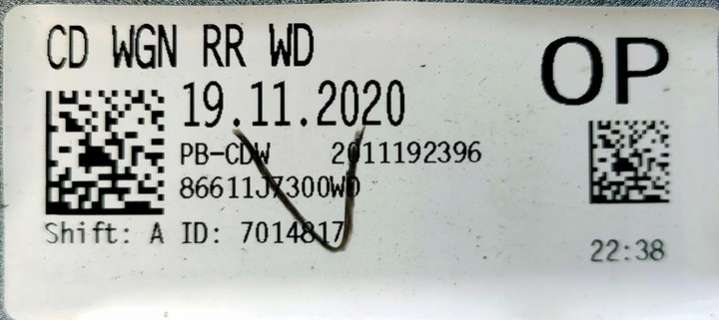 CD WGN RR WD
OP
19.11.2020
PB-CDW 2011192396
86611J7300WD
Shift: A ID: 7014817
22:38